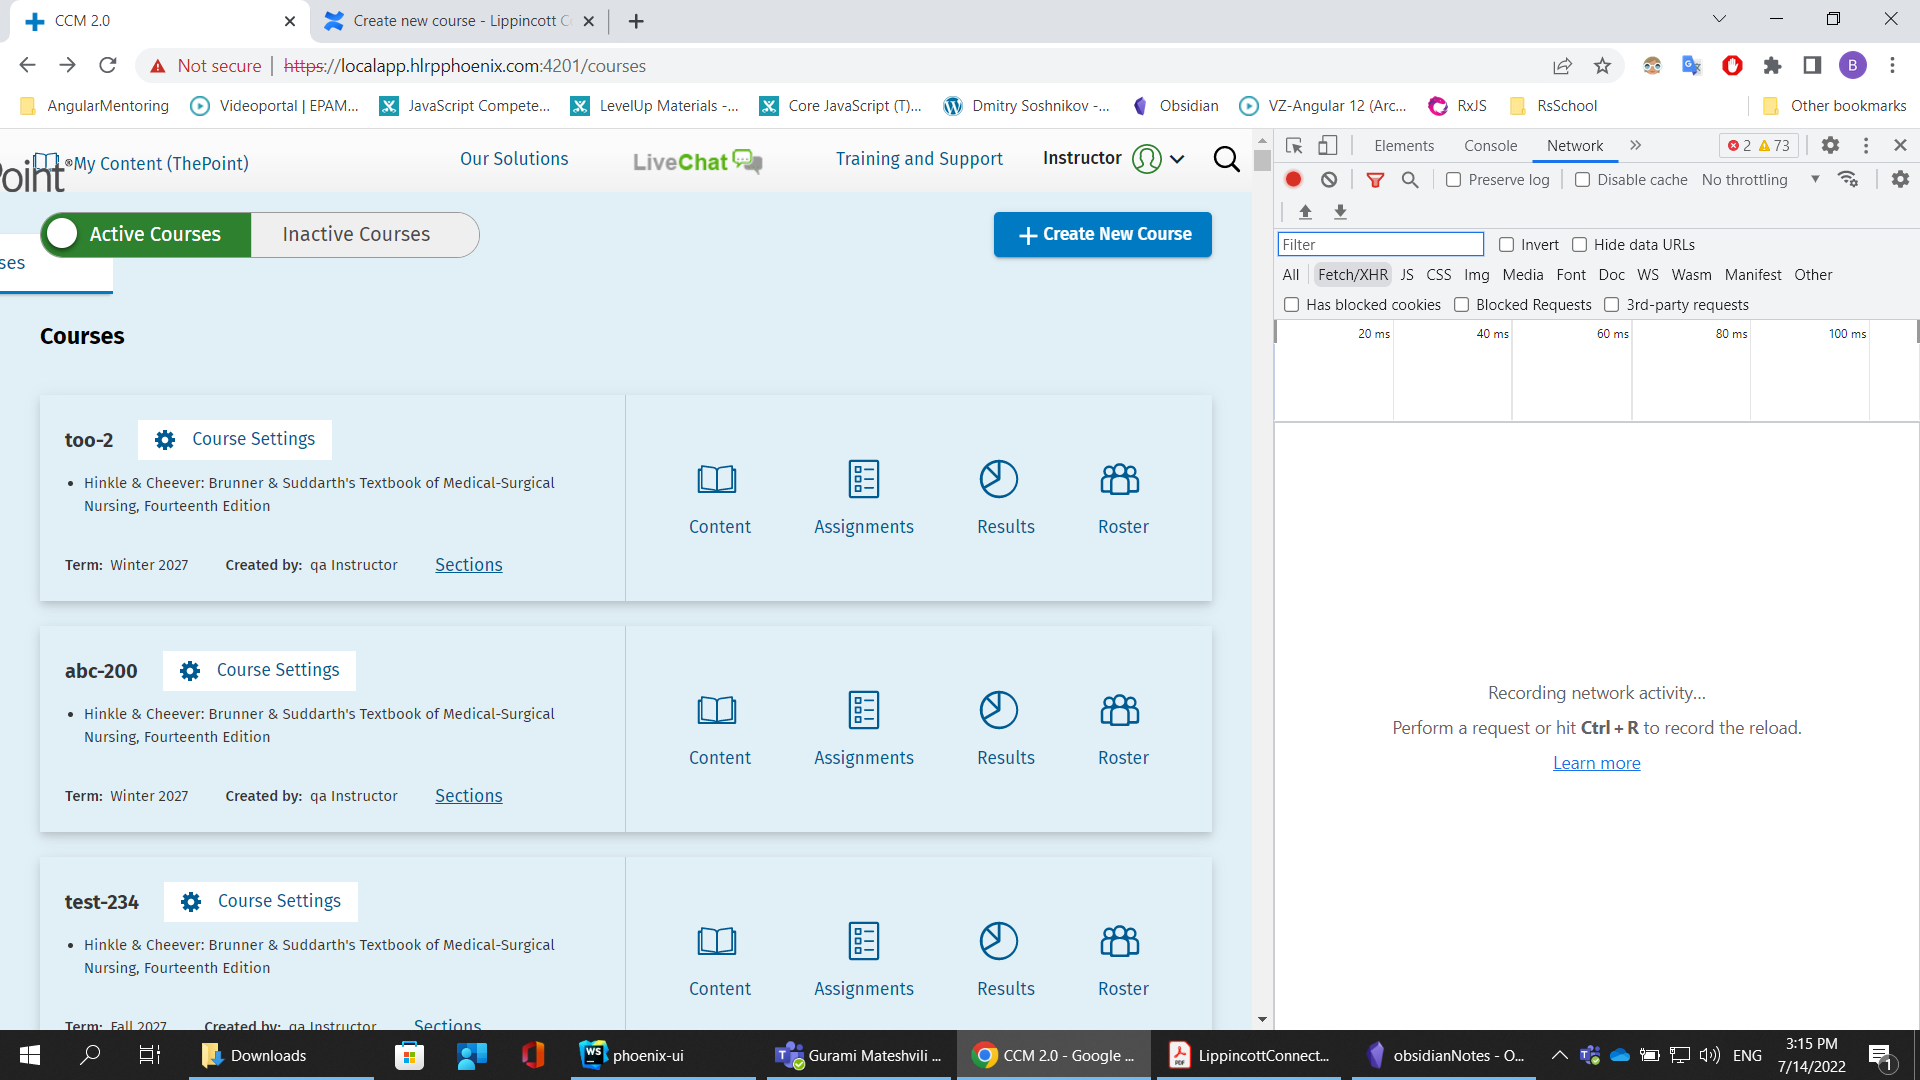 CCM 2.0
Create new course - Lippincott C
Not secure | https://localapp.hlrpphoenix.com:4201/courses
B
AngularMentoring
Videoportal | EPAM...
JavaScript Compete...
LevelUp Materials -...
Core JavaScript (T)...
Dmitry Soshnikov -...
Obsidian
VZ-Angular 12 (Arc...
RxJS
RsSchool
Other bookmarks
oint
®My Content (ThePoint)
Our Solutions
LiveChat
Training and Support
Instructor
ses
Active Courses
Inactive Courses
Create New Course
Courses
too-2
Course Settings
Hinkle & Cheever: Brunner & Suddarth's Textbook of Medical-Surgical
Nursing, Fourteenth Edition
Term: Winter 2027 Created by: qa Instructor Sections
Content Assignments Results Roster
abc-200
Course Settings
Hinkle & Cheever: Brunner & Suddarth's Textbook of Medical-Surgical
Nursing, Fourteenth Edition
Term: Winter 2027 Created by: qa Instructor Sections
Content Assignments Results Roster
test-234
Course Settings
Hinkle & Cheever: Brunner & Suddarth's Textbook of Medical-Surgical
Nursing, Fourteenth Edition
Term: Fall 2027 Created by: qa Instructor Sections
Content Assignments Results Roster
Elements Console Network 2 73
Preserve log Disable cache No throttling
Filter Invert Hide data URLs
All Fetch/XHR JS CSS Img Media Font Doc WS Wasm Manifest Other
Has blocked cookies Blocked Requests 3rd-party requests
20 ms 40 ms 60 ms 80 ms 100 ms
Recording network activity...
Perform a request or hit Ctrl + R to record the reload.
Learn more
Downloads
WS
phoenix-ui
Gurami Mateshvili ...
CCM 2.0 - Google ...
PDF
LippincottConnect...
obsidianNotes - O...
ENG
3:15 PM
7/14/2022
1